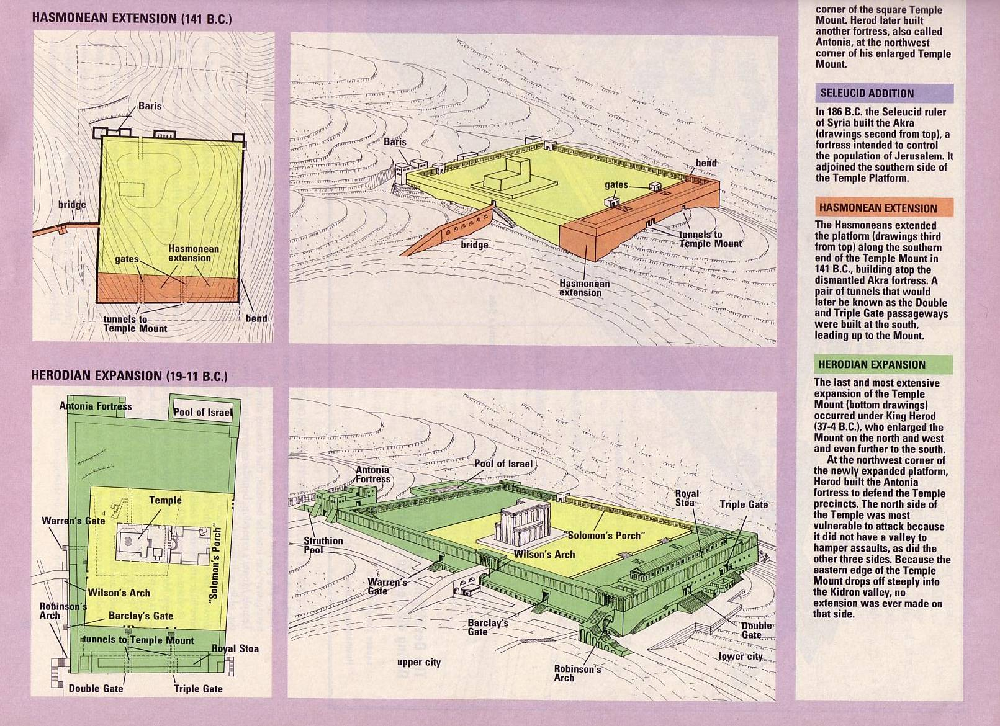 HASMONEAN EXTENSION (141 B.C.)
Baris
bridge
gates
Hasmonean
extension
tunnels to
Temple Mount
bend
Baris
bend
gates
tunnels to
Temple Mount
bridge
Hasmonean
extension
HERODIAN EXPANSION (19-11 B.C.)
Antonia Fortress
Pool of Israel
Temple
Warren's Gate
"Solomon's Porch"
Wilson's Arch
Robinson's
Arch
Barclay's Gate
tunnels to Temple Mount
Royal Stoa
Double Gate
Triple Gate
Pool of Israel
Antonia
Fortress
Royal
Stoa
Triple Gate
"Solomon's Porch"
Struthion
Pool
Wilson's Arch
Warren's
Gate
Barclay's
Gate
Double
Gate
lower city
upper city
Robinson's
Arch
corner of the square Temple
Mount. Herod later built
another fortress, also called
Antonia, at the northwest
corner of his enlarged Temple
Mount.
SELEUCID ADDITION
In 186 B.C. the Seleucid ruler
of Syria built the Akra
(drawings second from top), a
fortress intended to control
the population of Jerusalem. It
adjoined the southern side of
the Temple Platform.
HASMONEAN EXTENSION
The Hasmoneans extended
the platform (drawings third
from top) along the southern
end of the Temple Mount in
141 B.C., building atop the
dismantled Akra fortress. A
pair of tunnels that would
later be known as the Double
and Triple Gate passageways
were built at the south,
leading up to the Mount.
HERODIAN EXPANSION
The last and most extensive
expansion of the Temple
Mount (bottom drawings)
occurred under King Herod
(37-4 B.C.), who enlarged the
Mount on the north and west
and even further to the south.
At the northwest corner of
the newly expanded platform,
Herod built the Antonia
fortress to defend the Temple
precincts. The north side of
the Temple was most
vulnerable to attack because
it did not have a valley to
hamper assaults, as did the
other three sides. Because the
eastern edge of the Temple
Mount drops off steeply into
the Kidron valley, no
extension was ever made on
that side.